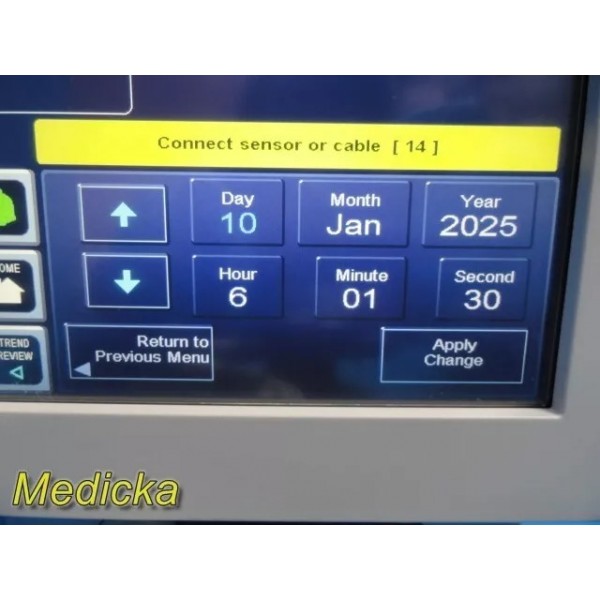 Connect sensor or cable [ 14 ]
Day
10
Month
Jan
Year
2025
Hour
6
Minute
01
Second
30
OME
TREND
REVIEW
Return to
Previous Menu
Apply
Change
Medicka